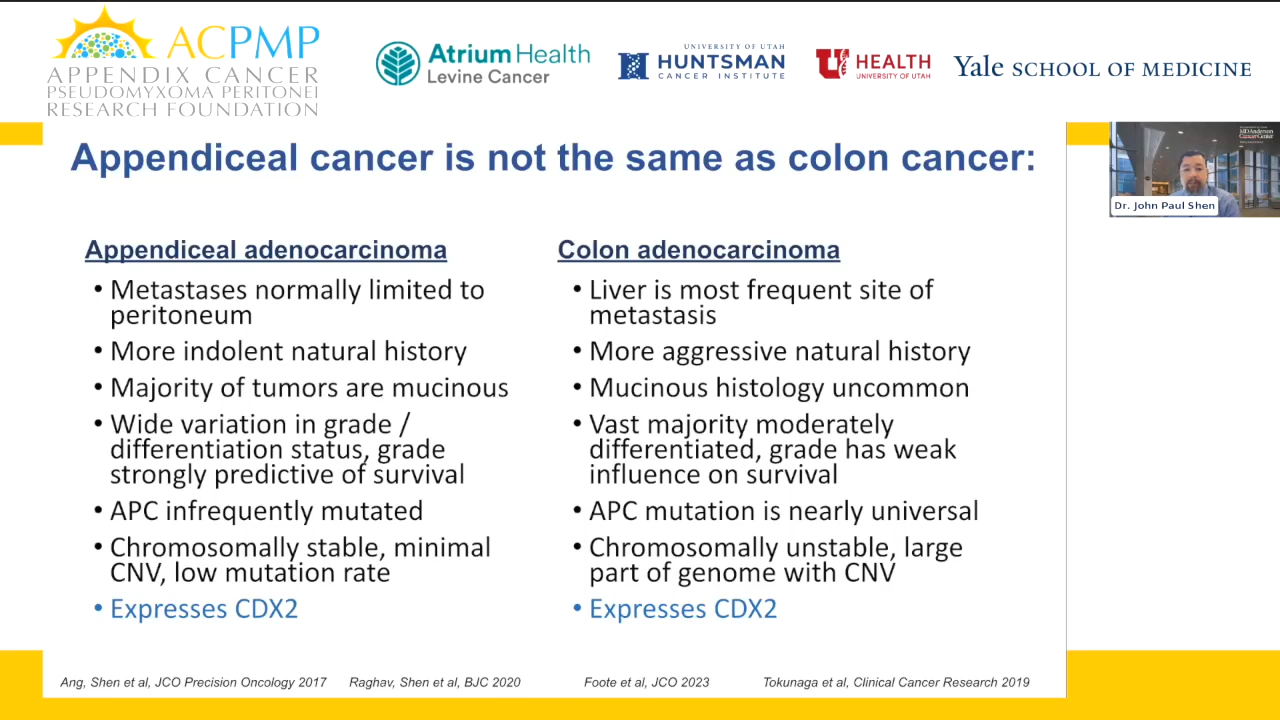 ACPMP
APPENDIX CANCER
PSEUDOMYXOMA PERITONEI
RESEARCH FOUNDATION
Atrium Health
Levine Cancer
UNIVERSITY OF UTAH
HUNTSMAN
CANCER INSTITUTE
U
HEALTH
UNIVERSITY OF UTAH
Yale SCHOOL OF MEDICINE
Appendiceal cancer is not the same as colon cancer:
MD Anderson
Cancer Center
Dr. John Paul Shen
Appendiceal adenocarcinoma
• Metastases normally limited to
peritoneum
• More indolent natural history
• Majority of tumors are mucinous
• Wide variation in grade /
differentiation status, grade
strongly predictive of survival
• APC infrequently mutated
• Chromosomally stable, minimal
CNV, low mutation rate
• Expresses CDX2
Colon adenocarcinoma
• Liver is most frequent site of
metastasis
• More aggressive natural history
• Mucinous histology uncommon
• Vast majority moderately
differentiated, grade has weak
influence on survival
• APC mutation is nearly universal
• Chromosomally unstable, large
part of genome with CNV
• Expresses CDX2
Ang, Shen et al, JCO Precision Oncology 2017 Raghav, Shen et al, BJC 2020 Foote et al, JCO 2023 Tokunaga et al, Clinical Cancer Research 2019